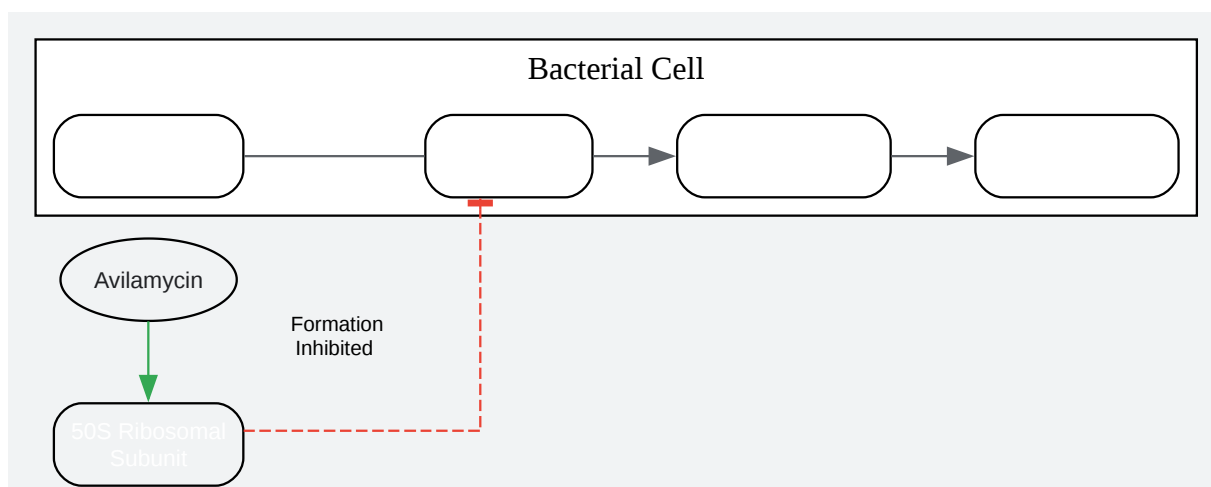 Bacterial Cell
Avilamycin
Formation
Inhibited
50S Ribosomal
Subunit